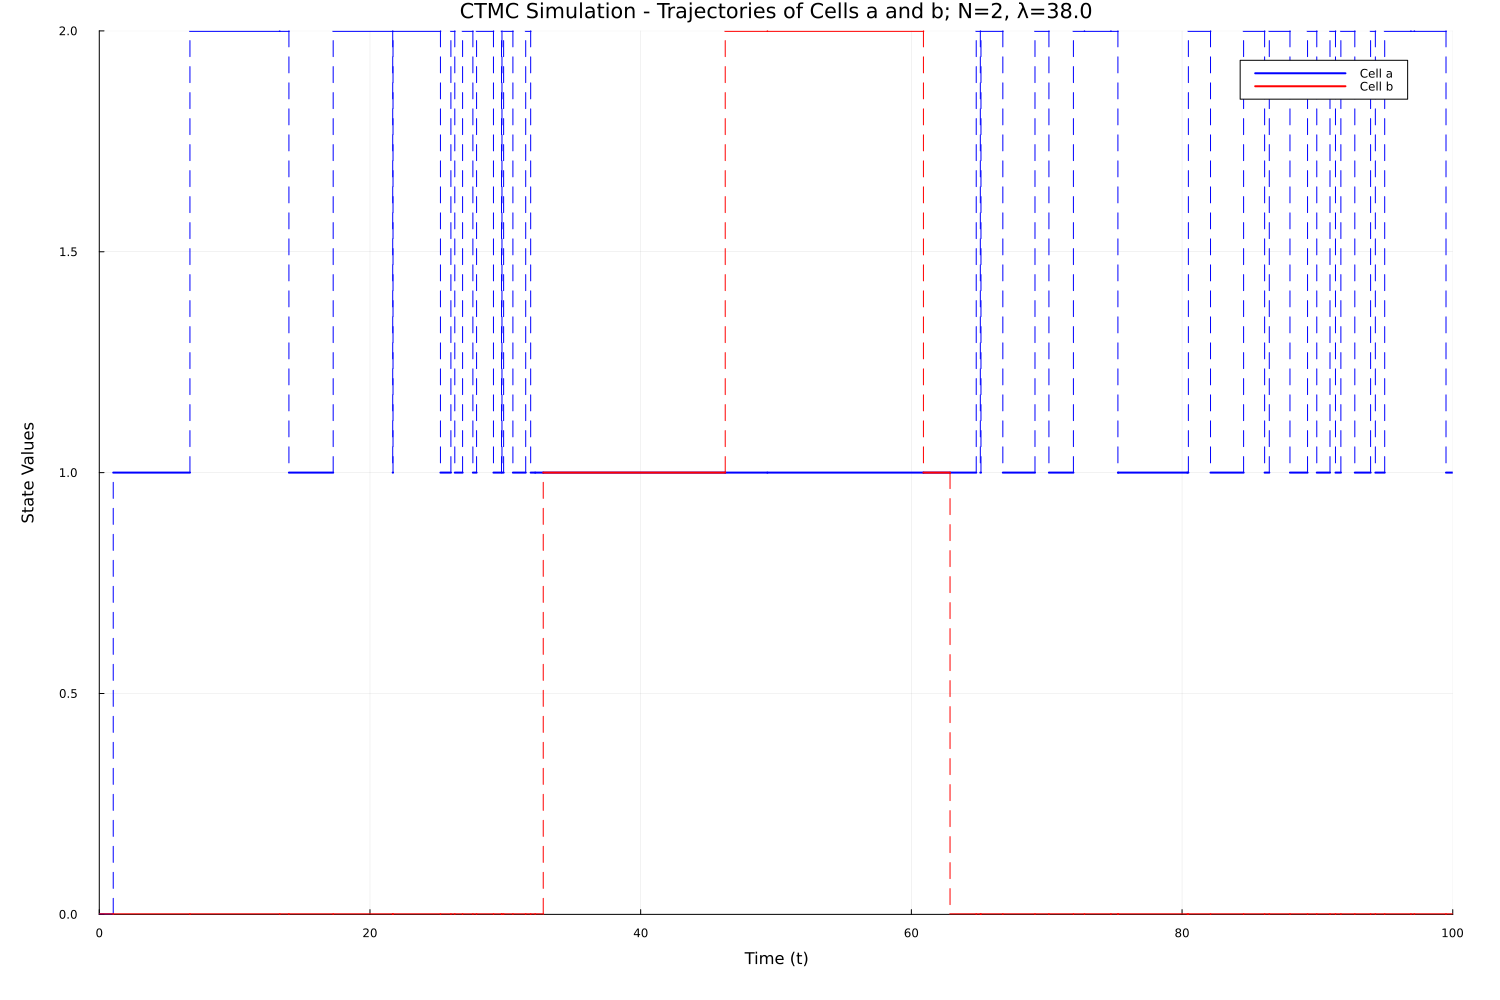 CTMC Simulation - Trajectories of Cells a and b; N=2, λ=38.0
2.0
Cell a
Cell b
1.5
1.0
State Values
0.5
0.0
0 20 40 60 80 100
Time (t)